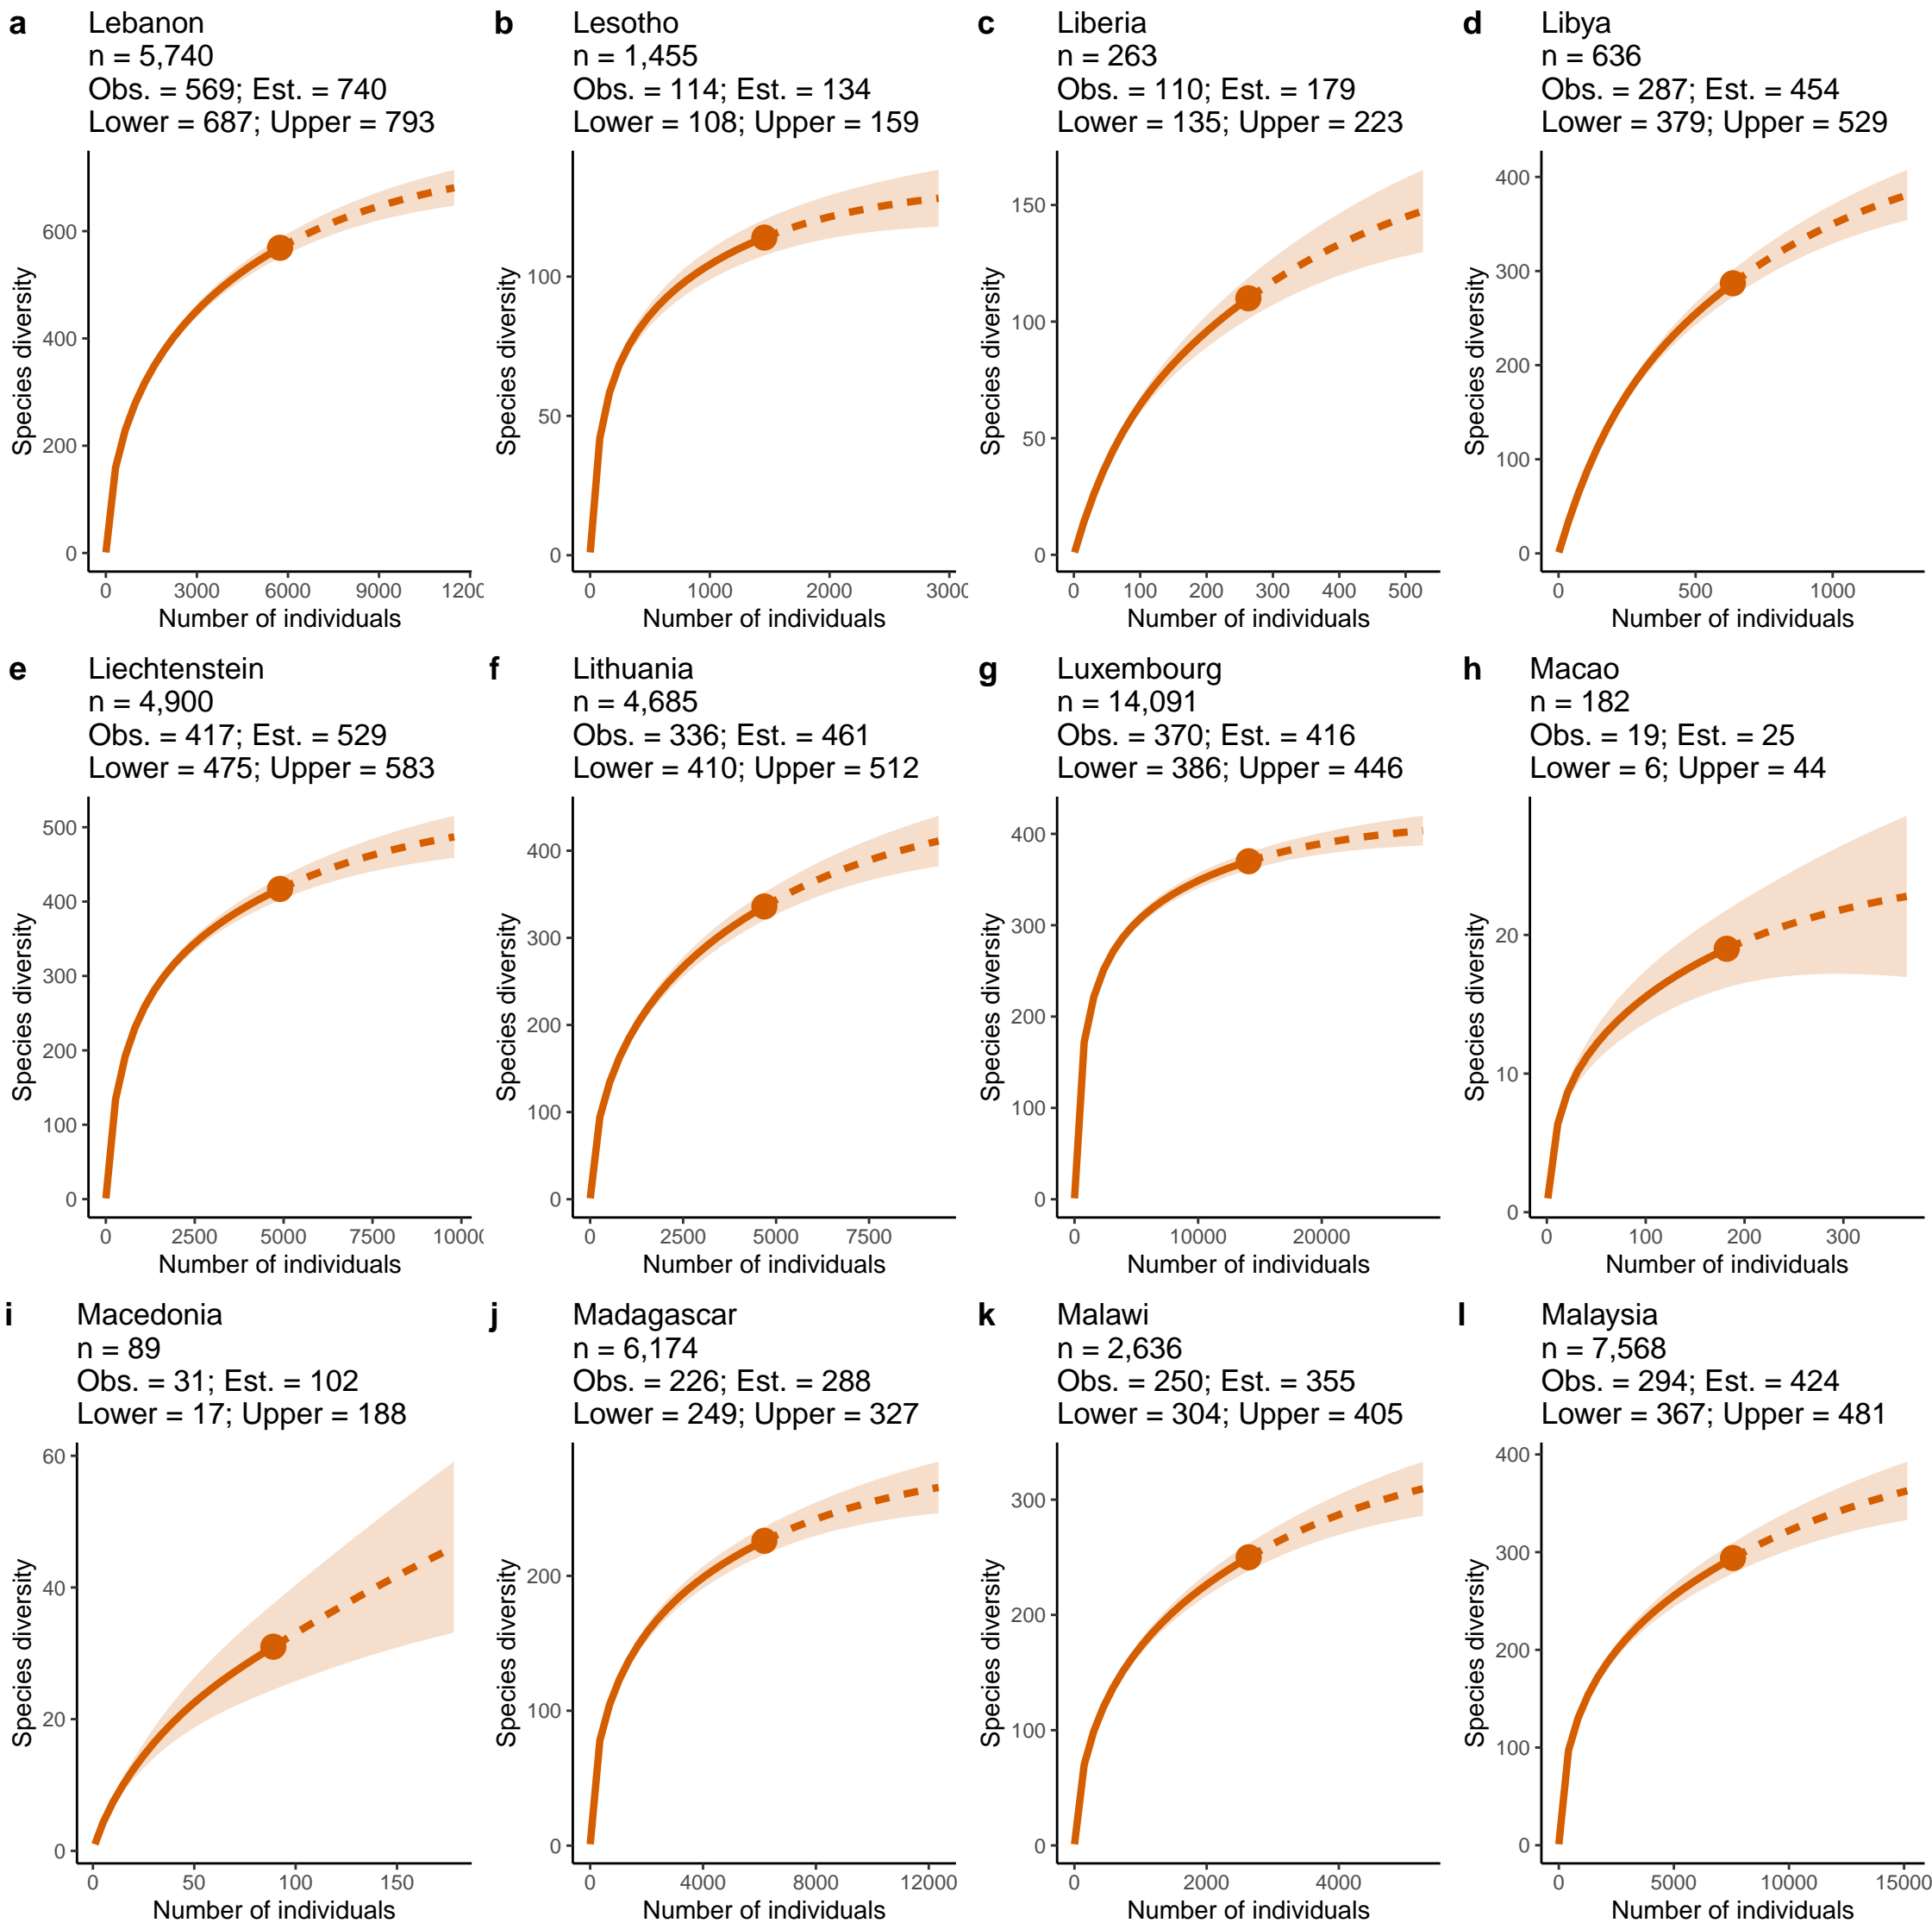 a Lebanon
n = 5,740
Obs. = 569; Est. = 740
Lower = 687; Upper = 793
600
400
200
0
Species diversity
0 3000 6000 9000 1200
Number of individuals
b Lesotho
n = 1,455
Obs. = 114; Est. = 134
Lower = 108; Upper = 159
100
50
0
Species diversity
0 1000 2000 3000
Number of individuals
c Liberia
n = 263
Obs. = 110; Est. = 179
Lower = 135; Upper = 223
150
100
50
0
Species diversity
0 100 200 300 400 500
Number of individuals
d Libya
n = 636
Obs. = 287; Est. = 454
Lower = 379; Upper = 529
400
300
200
100
0
Species diversity
0 500 1000
Number of individuals
e Liechtenstein
n = 4,900
Obs. = 417; Est. = 529
Lower = 475; Upper = 583
500
400
300
200
100
0
Species diversity
0 2500 5000 7500 10000
Number of individuals
f Lithuania
n = 4,685
Obs. = 336; Est. = 461
Lower = 410; Upper = 512
400
300
200
100
0
Species diversity
0 2500 5000 7500
Number of individuals
g Luxembourg
n = 14,091
Obs. = 370; Est. = 416
Lower = 386; Upper = 446
400
300
200
100
0
Species diversity
0 10000 20000
Number of individuals
h Macao
n = 182
Obs. = 19; Est. = 25
Lower = 6; Upper = 44
20
10
0
Species diversity
0 100 200 300
Number of individuals
i Macedonia
n = 89
Obs. = 31; Est. = 102
Lower = 17; Upper = 188
60
40
20
0
Species diversity
0 50 100 150
Number of individuals
j Madagascar
n = 6,174
Obs. = 226; Est. = 288
Lower = 249; Upper = 327
200
100
0
Species diversity
0 4000 8000 12000
Number of individuals
k Malawi
n = 2,636
Obs. = 250; Est. = 355
Lower = 304; Upper = 405
300
200
100
0
Species diversity
0 2000 4000
Number of individuals
l Malaysia
n = 7,568
Obs. = 294; Est. = 424
Lower = 367; Upper = 481
400
300
200
100
0
Species diversity
0 5000 10000 15000
Number of individuals